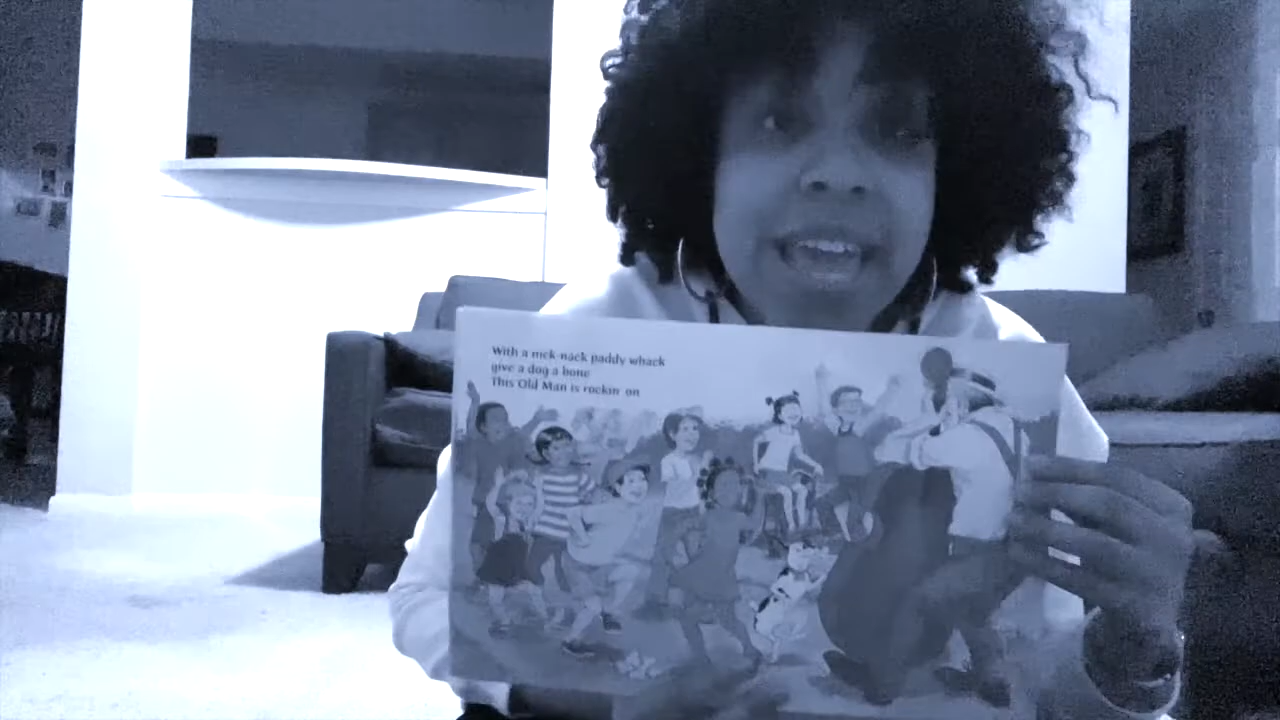 With a nick-nack paddy whack
give a dog a bone
This Old Man is rockin' on